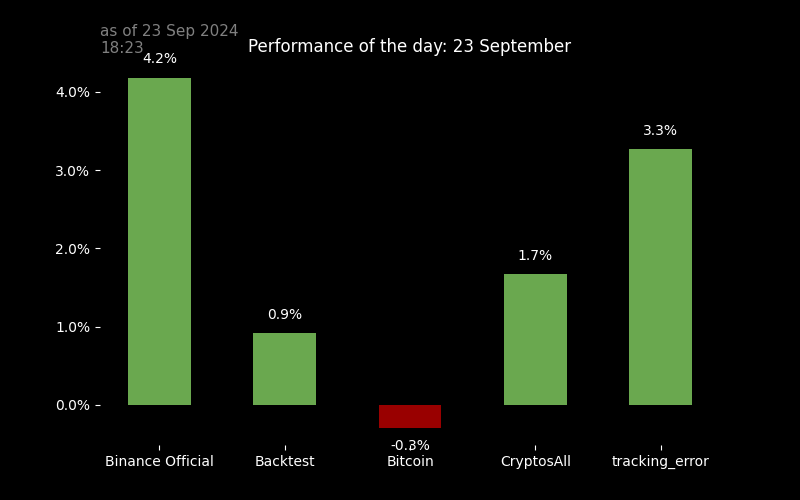 as of 23 Sep 2024
18:23
Performance of the day: 23 September
4.2%
4.0%
3.3%
3.0%
2.0%
1.7%
1.0%
0.9%
0.0%
-0.3%
Binance Official
Backtest
Bitcoin
CryptosAll
tracking_error